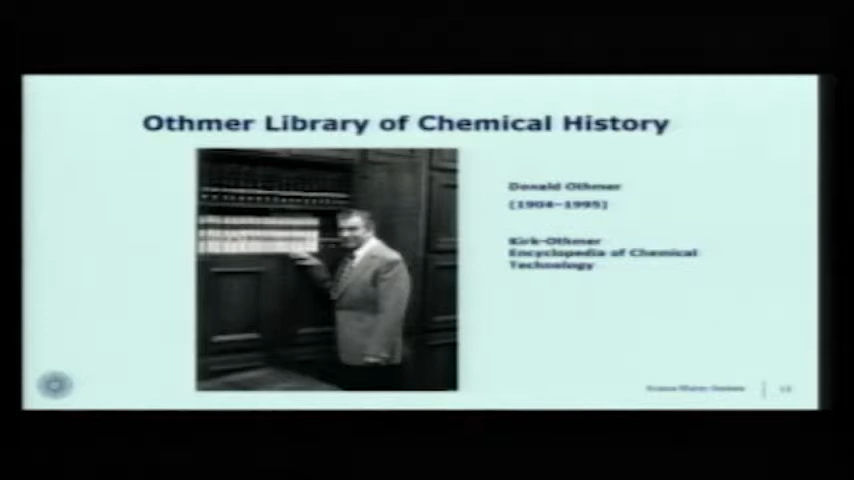 Othmer Library of Chemical History
Donald Othmer
(1904–1995)
Kirk-Othmer
Encyclopedia of Chemical
Technology